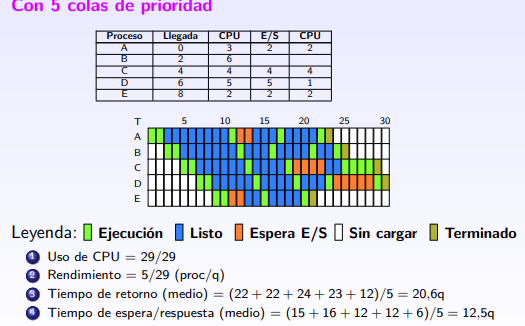 Con 5 colas de prioridad
Proceso Llegada CPU E/S CPU
A 0 3 2 2
B 2 6
C 4 4 4 4
D 6 5 5 1
E 8 2 2 2
T 5 10 15 20 25 30
A
B
C
D
E
Leyenda: Ejecución Listo Espera E/S Sin cargar Terminado
1 Uso de CPU = 29/29
2 Rendimiento = 5/29 (proc/q)
3 Tiempo de retorno (medio) = (22 + 22 + 24 + 23 + 12)/5 = 20,6q
4 Tiempo de espera/respuesta (medio) = (15 + 16 + 12 + 12 + 6)/5 = 12,5q